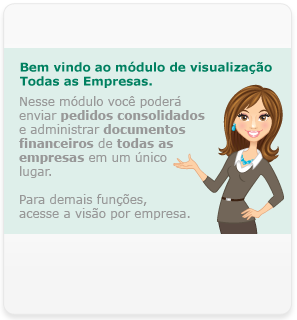 Bem vindo ao módulo de visualização
Todas as Empresas.
Nesse módulo você poderá
enviar pedidos consolidados
e administrar documentos
financeiros de todas as
empresas em um único
lugar.
Para demais funções,
acesse a visão por empresa.